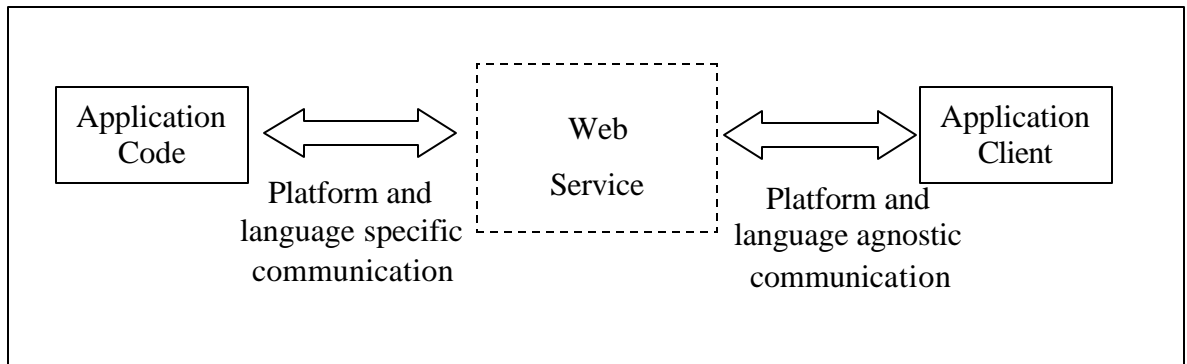 Application
Code
Platform and
language specific
communication
Web
Service
Platform and
language agnostic
communication
Application
Client